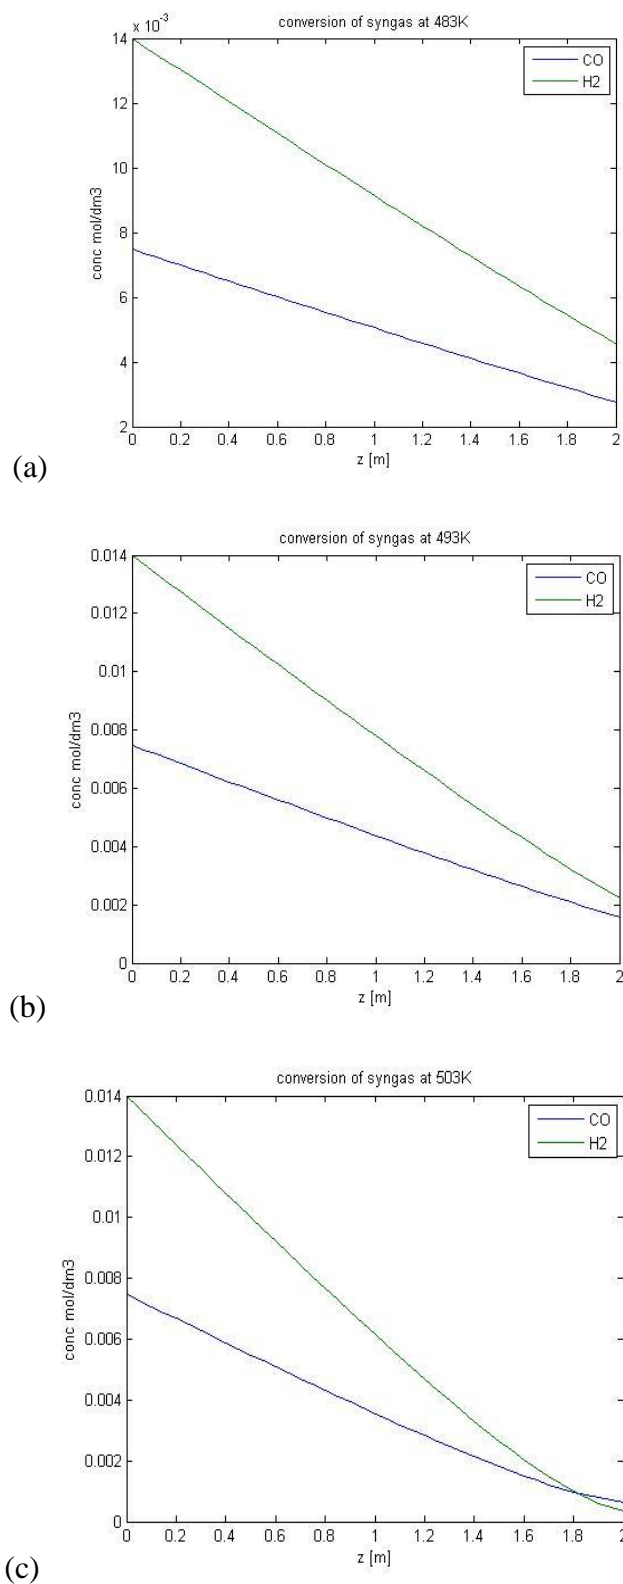 conversion of syngas at 483K
x 10-3
14
12
10
8
6
4
2
conc mol/dm3
CO
H2
0 0.2 0.4 0.6 0.8 1 1.2 1.4 1.6 1.8 2
z [m]
(a)
conversion of syngas at 493K
0.014
0.012
0.01
0.008
0.006
0.004
0.002
0
conc mol/dm3
CO
H2
0 0.2 0.4 0.6 0.8 1 1.2 1.4 1.6 1.8 2
z [m]
(b)
conversion of syngas at 503K
0.014
0.012
0.01
0.008
0.006
0.004
0.002
0
conc mol/dm3
CO
H2
0 0.2 0.4 0.6 0.8 1 1.2 1.4 1.6 1.8 2
z [m]
(c)